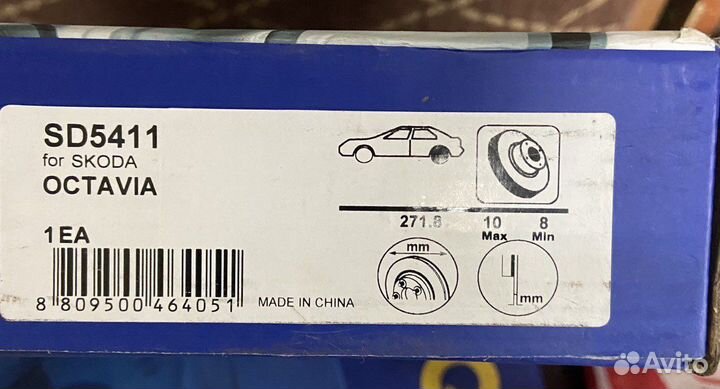 SD5411
for SKODA
OCTAVIA
1EA
271.8 10 8
Max Min
mm
mm
8 809500 464051
MADE IN CHINA
Avito